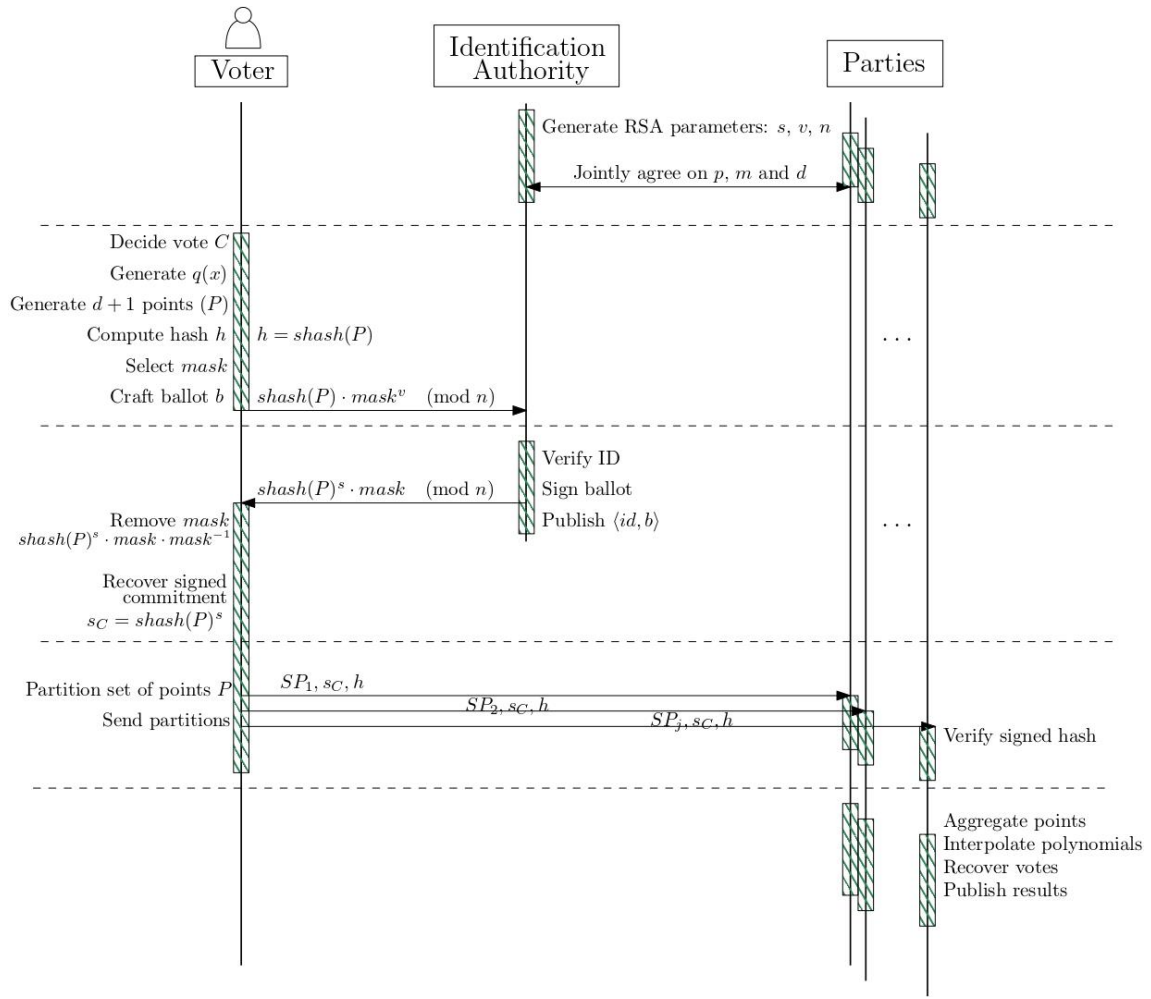 Voter
Identification
Authority
Parties
Generate RSA parameters: s, v, n
Jointly agree on p, m and d
Decide vote C
Generate q(x)
Generate d + 1 points (P)
Compute hash h
h = shash(P)
. . .
Select mask
Craft ballot b
shash(P) · mask^v (mod n)
Verify ID
shash(P)^s · mask (mod n)
Sign ballot
Publish ⟨id, b⟩
. . .
Remove mask
shash(P)^s · mask · mask^−1
Recover signed
commitment
s_C = shash(P)^s
Partition set of points P
SP_1, s_C, h
SP_2, s_C, h
Send partitions
SP_j, s_C, h
Verify signed hash
Aggregate points
Interpolate polynomials
Recover votes
Publish results